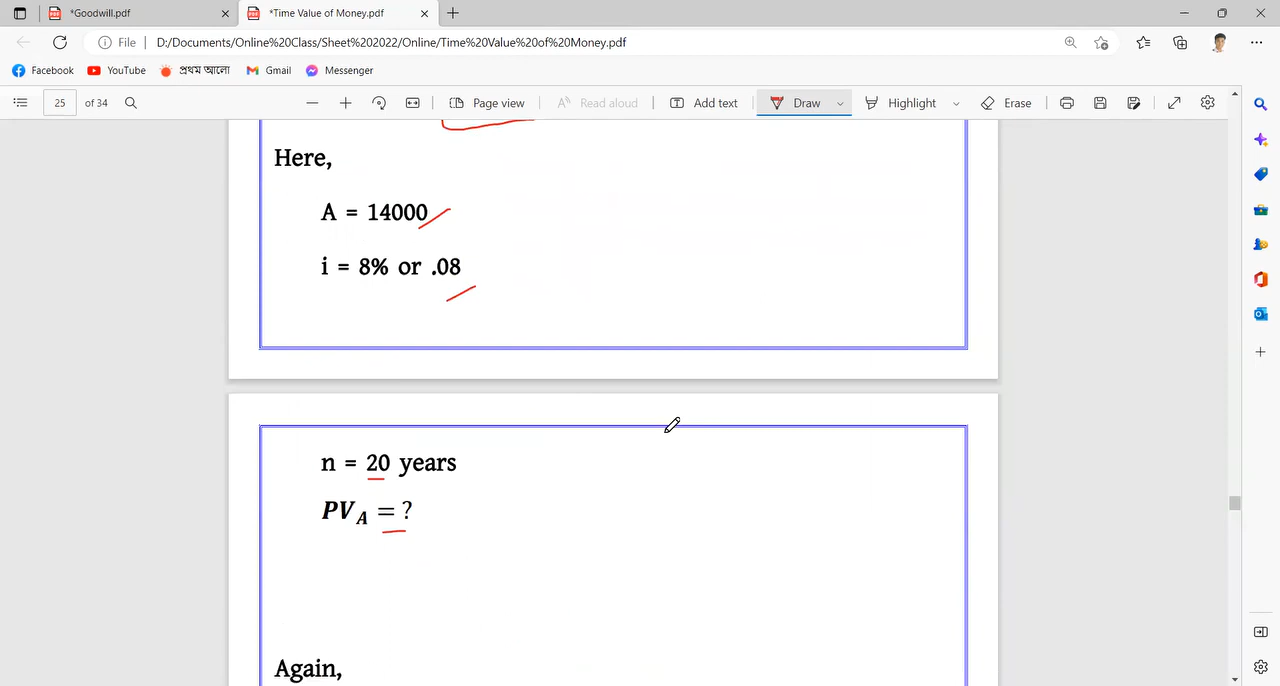 *Goodwill.pdf
*Time Value of Money.pdf
File D:/Documents/Online%20Class/Sheet%202022/Online/Time%20Value%20of%20Money.pdf
Facebook YouTube প্রথম আলো Gmail Messenger
25 of 34 Page view Read aloud Add text Draw Highlight Erase
Here,
A = 14000
i = 8% or .08
n = 20 years
PV_A = ?
Again,